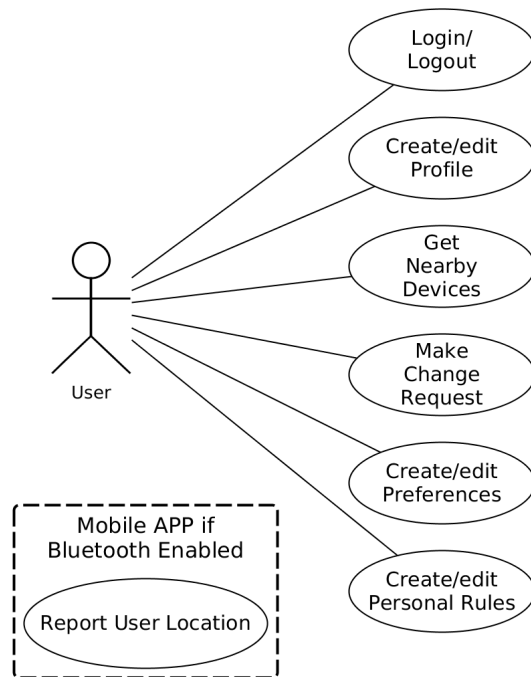 Login/
Logout
Create/edit
Profile
Get
Nearby
Devices
Make
Change
Request
User
Create/edit
Preferences
Mobile APP if
Bluetooth Enabled
Create/edit
Personal Rules
Report User Location